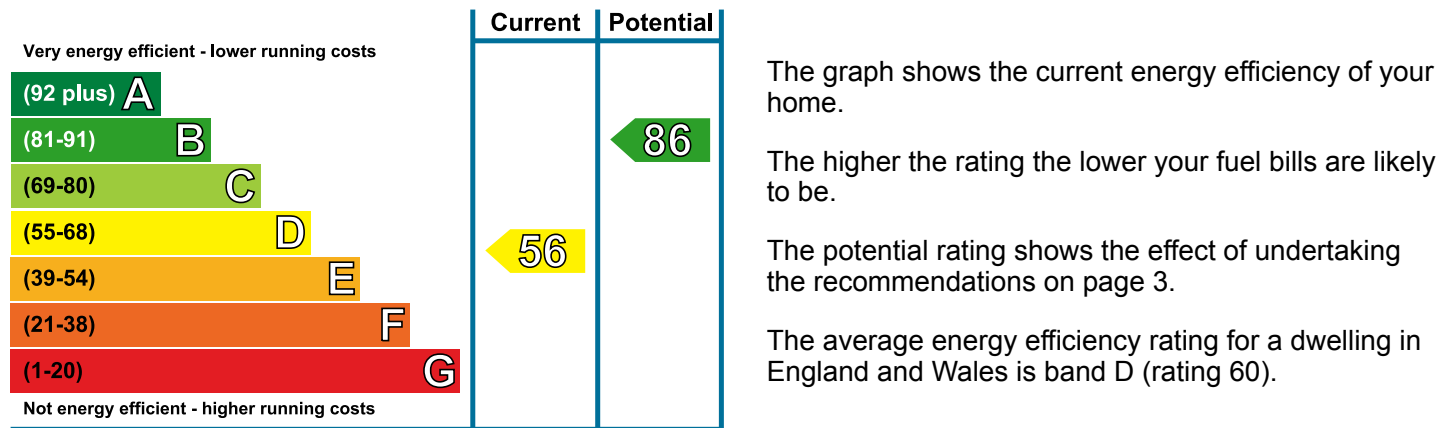 Current Potential
Very energy efficient - lower running costs
(92 plus) A
(81-91) B
86
(69-80) C
(55-68) D
56
(39-54) E
(21-38) F
(1-20) G
Not energy efficient - higher running costs
The graph shows the current energy efficiency of your
home.
The higher the rating the lower your fuel bills are likely
to be.
The potential rating shows the effect of undertaking
the recommendations on page 3.
The average energy efficiency rating for a dwelling in
England and Wales is band D (rating 60).